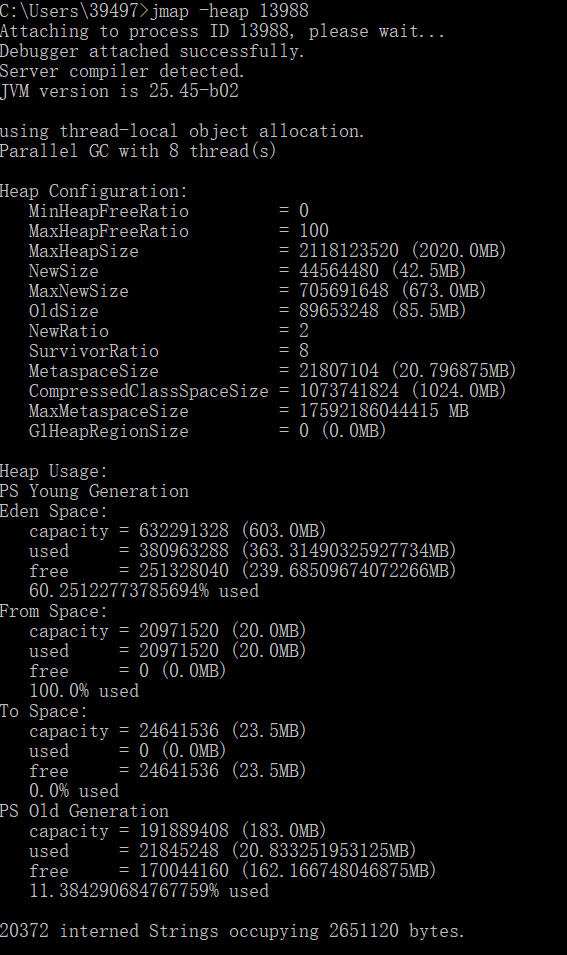 C:\Users\39497>jmap -heap 13988
Attaching to process ID 13988, please wait...
Debugger attached successfully.
Server compiler detected.
JVM version is 25.45-b02

using thread-local object allocation.
Parallel GC with 8 thread(s)

Heap Configuration:
   MinHeapFreeRatio         = 0
   MaxHeapFreeRatio         = 100
   MaxHeapSize              = 2118123520 (2020.0MB)
   NewSize                  = 44564480 (42.5MB)
   MaxNewSize               = 705691648 (673.0MB)
   OldSize                  = 89653248 (85.5MB)
   NewRatio                 = 2
   SurvivorRatio            = 8
   MetaspaceSize            = 21807104 (20.796875MB)
   CompressedClassSpaceSize = 1073741824 (1024.0MB)
   MaxMetaspaceSize         = 17592186044415 MB
   G1HeapRegionSize         = 0 (0.0MB)

Heap Usage:
PS Young Generation
Eden Space:
   capacity = 632291328 (603.0MB)
   used     = 380963288 (363.31490325927734MB)
   free     = 251328040 (239.68509674072266MB)
   60.25122773785694% used
From Space:
   capacity = 20971520 (20.0MB)
   used     = 20971520 (20.0MB)
   free     = 0 (0.0MB)
   100.0% used
To Space:
   capacity = 24641536 (23.5MB)
   used     = 0 (0.0MB)
   free     = 24641536 (23.5MB)
   0.0% used
PS Old Generation
   capacity = 191889408 (183.0MB)
   used     = 21845248 (20.833251953125MB)
   free     = 170044160 (162.166748046875MB)
   11.384290684767759% used

20372 interned Strings occupying 2651120 bytes.